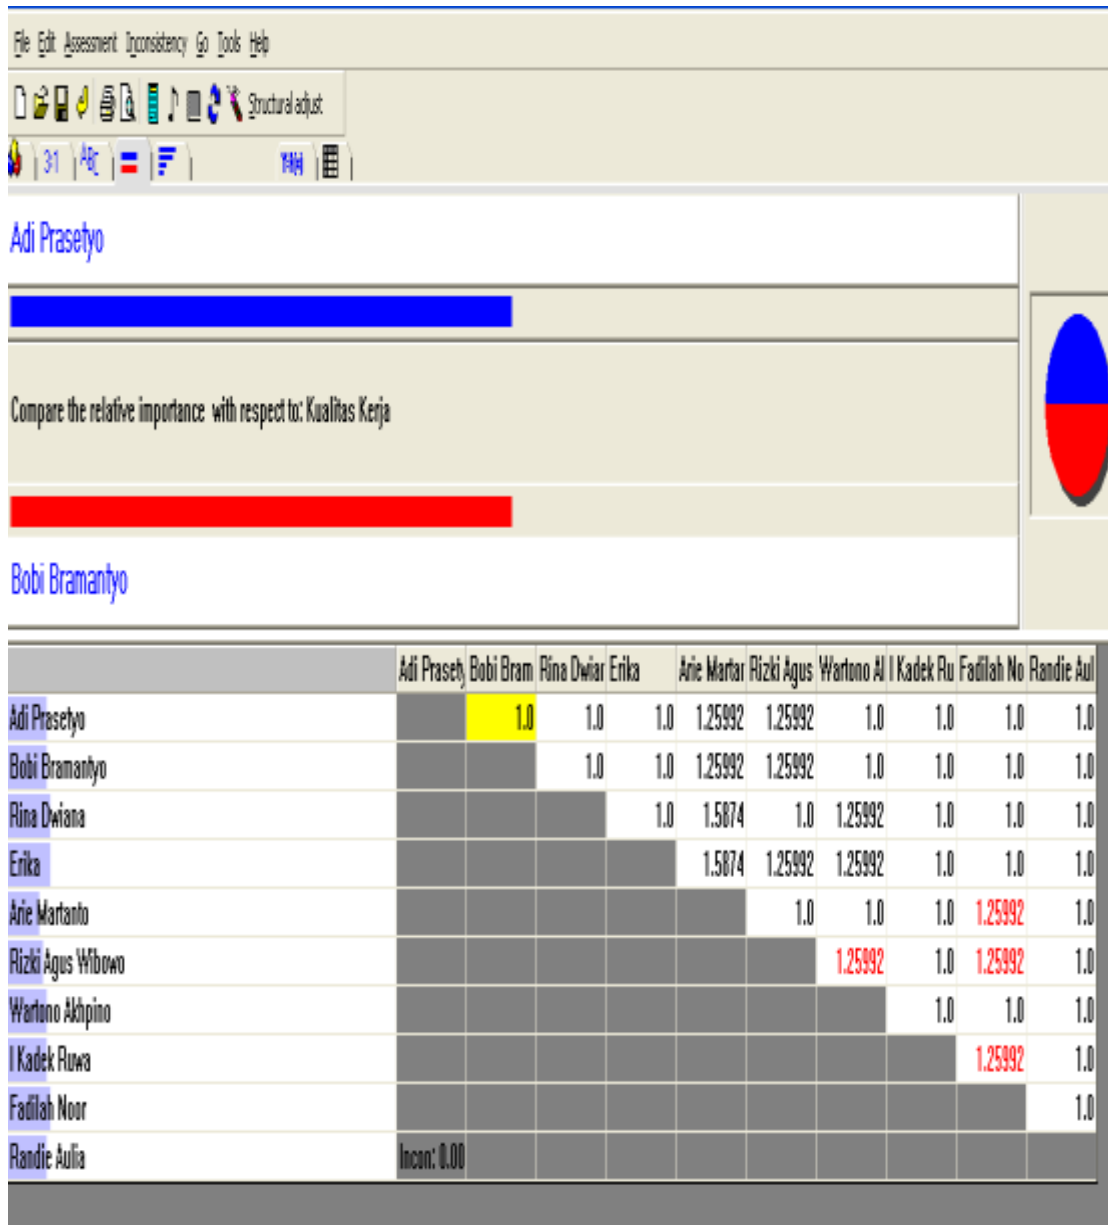 File Edit Assessment Inconsistency Go Tools Help
Structural adjust
3:1 ABC
Adi Prasetyo
Compare the relative importance with respect to: Kualitas Kerja
Bobi Bramantyo
Adi Prasety Bobi Bram Rina Dwiar Erika Arie Martar Rizki Agus Wartono Al I Kadek Ru Fadilah No Randie Aul
Adi Prasetyo 1.0 1.0 1.0 1.25992 1.25992 1.0 1.0 1.0 1.0
Bobi Bramantyo 1.0 1.0 1.25992 1.25992 1.0 1.0 1.0 1.0
Rina Dwiana 1.0 1.5874 1.0 1.25992 1.0 1.0 1.0
Erika 1.5874 1.25992 1.25992 1.0 1.0 1.0
Arie Martanto 1.0 1.0 1.0 1.25992 1.0
Rizki Agus Wibowo 1.25992 1.0 1.25992 1.0
Wartono Akhpino 1.0 1.0 1.0
I Kadek Ruwa 1.25992 1.0
Fadilah Noor 1.0
Randie Aulia Incon: 0.00